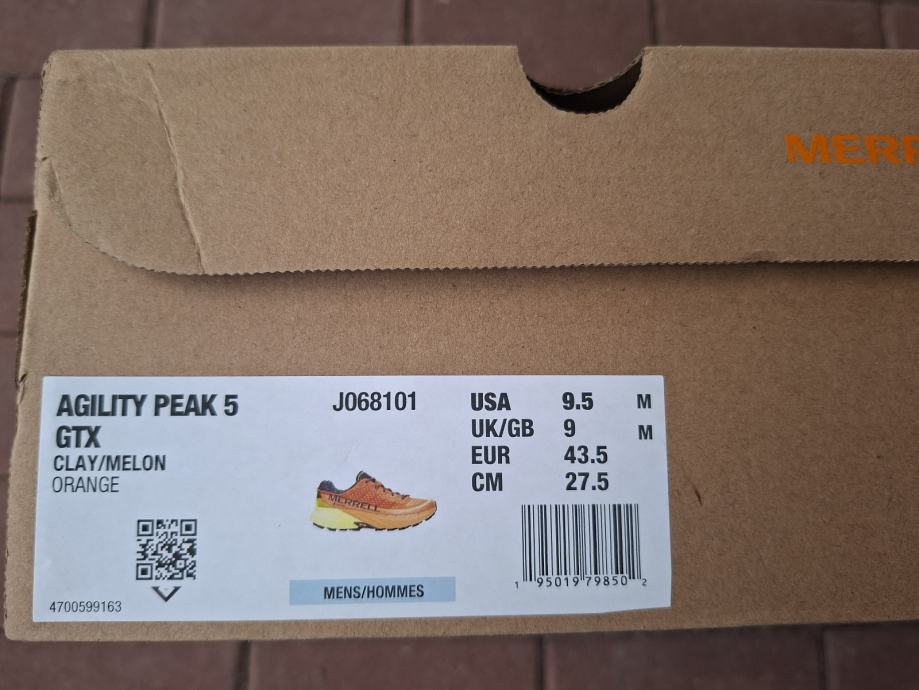 MERR
AGILITY PEAK 5
GTX
CLAY/MELON
ORANGE
4700599163
J068101
MERRELL
MENS/HOMMES
USA 9.5 M
UK/GB 9 M
EUR 43.5
CM 27.5
1 95019 79850 2